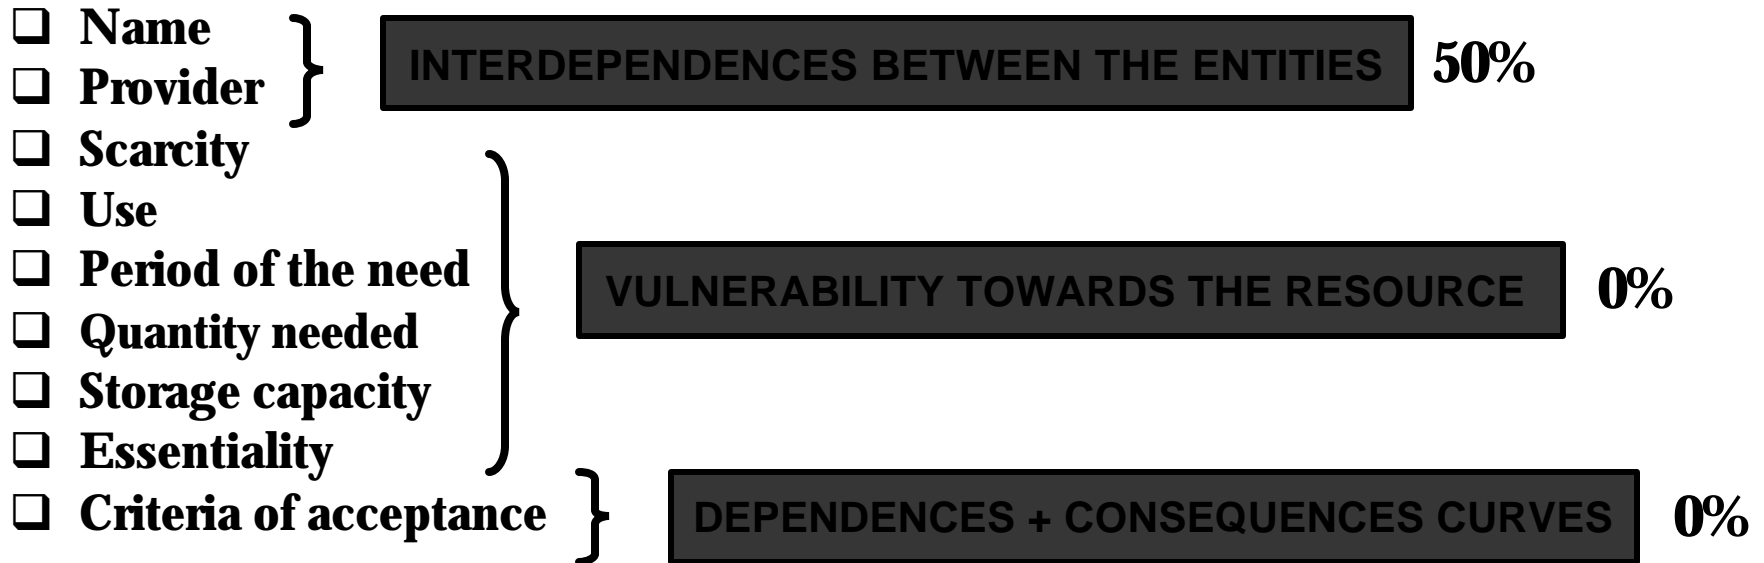 ❑ Name
❑ Provider
INTERDEPENDENCES BETWEEN THE ENTITIES 50%
❑ Scarcity
❑ Use
❑ Period of the need
VULNERABILITY TOWARDS THE RESOURCE 0%
❑ Quantity needed
❑ Storage capacity
❑ Essentiality
❑ Criteria of acceptance
DEPENDENCES + CONSEQUENCES CURVES 0%